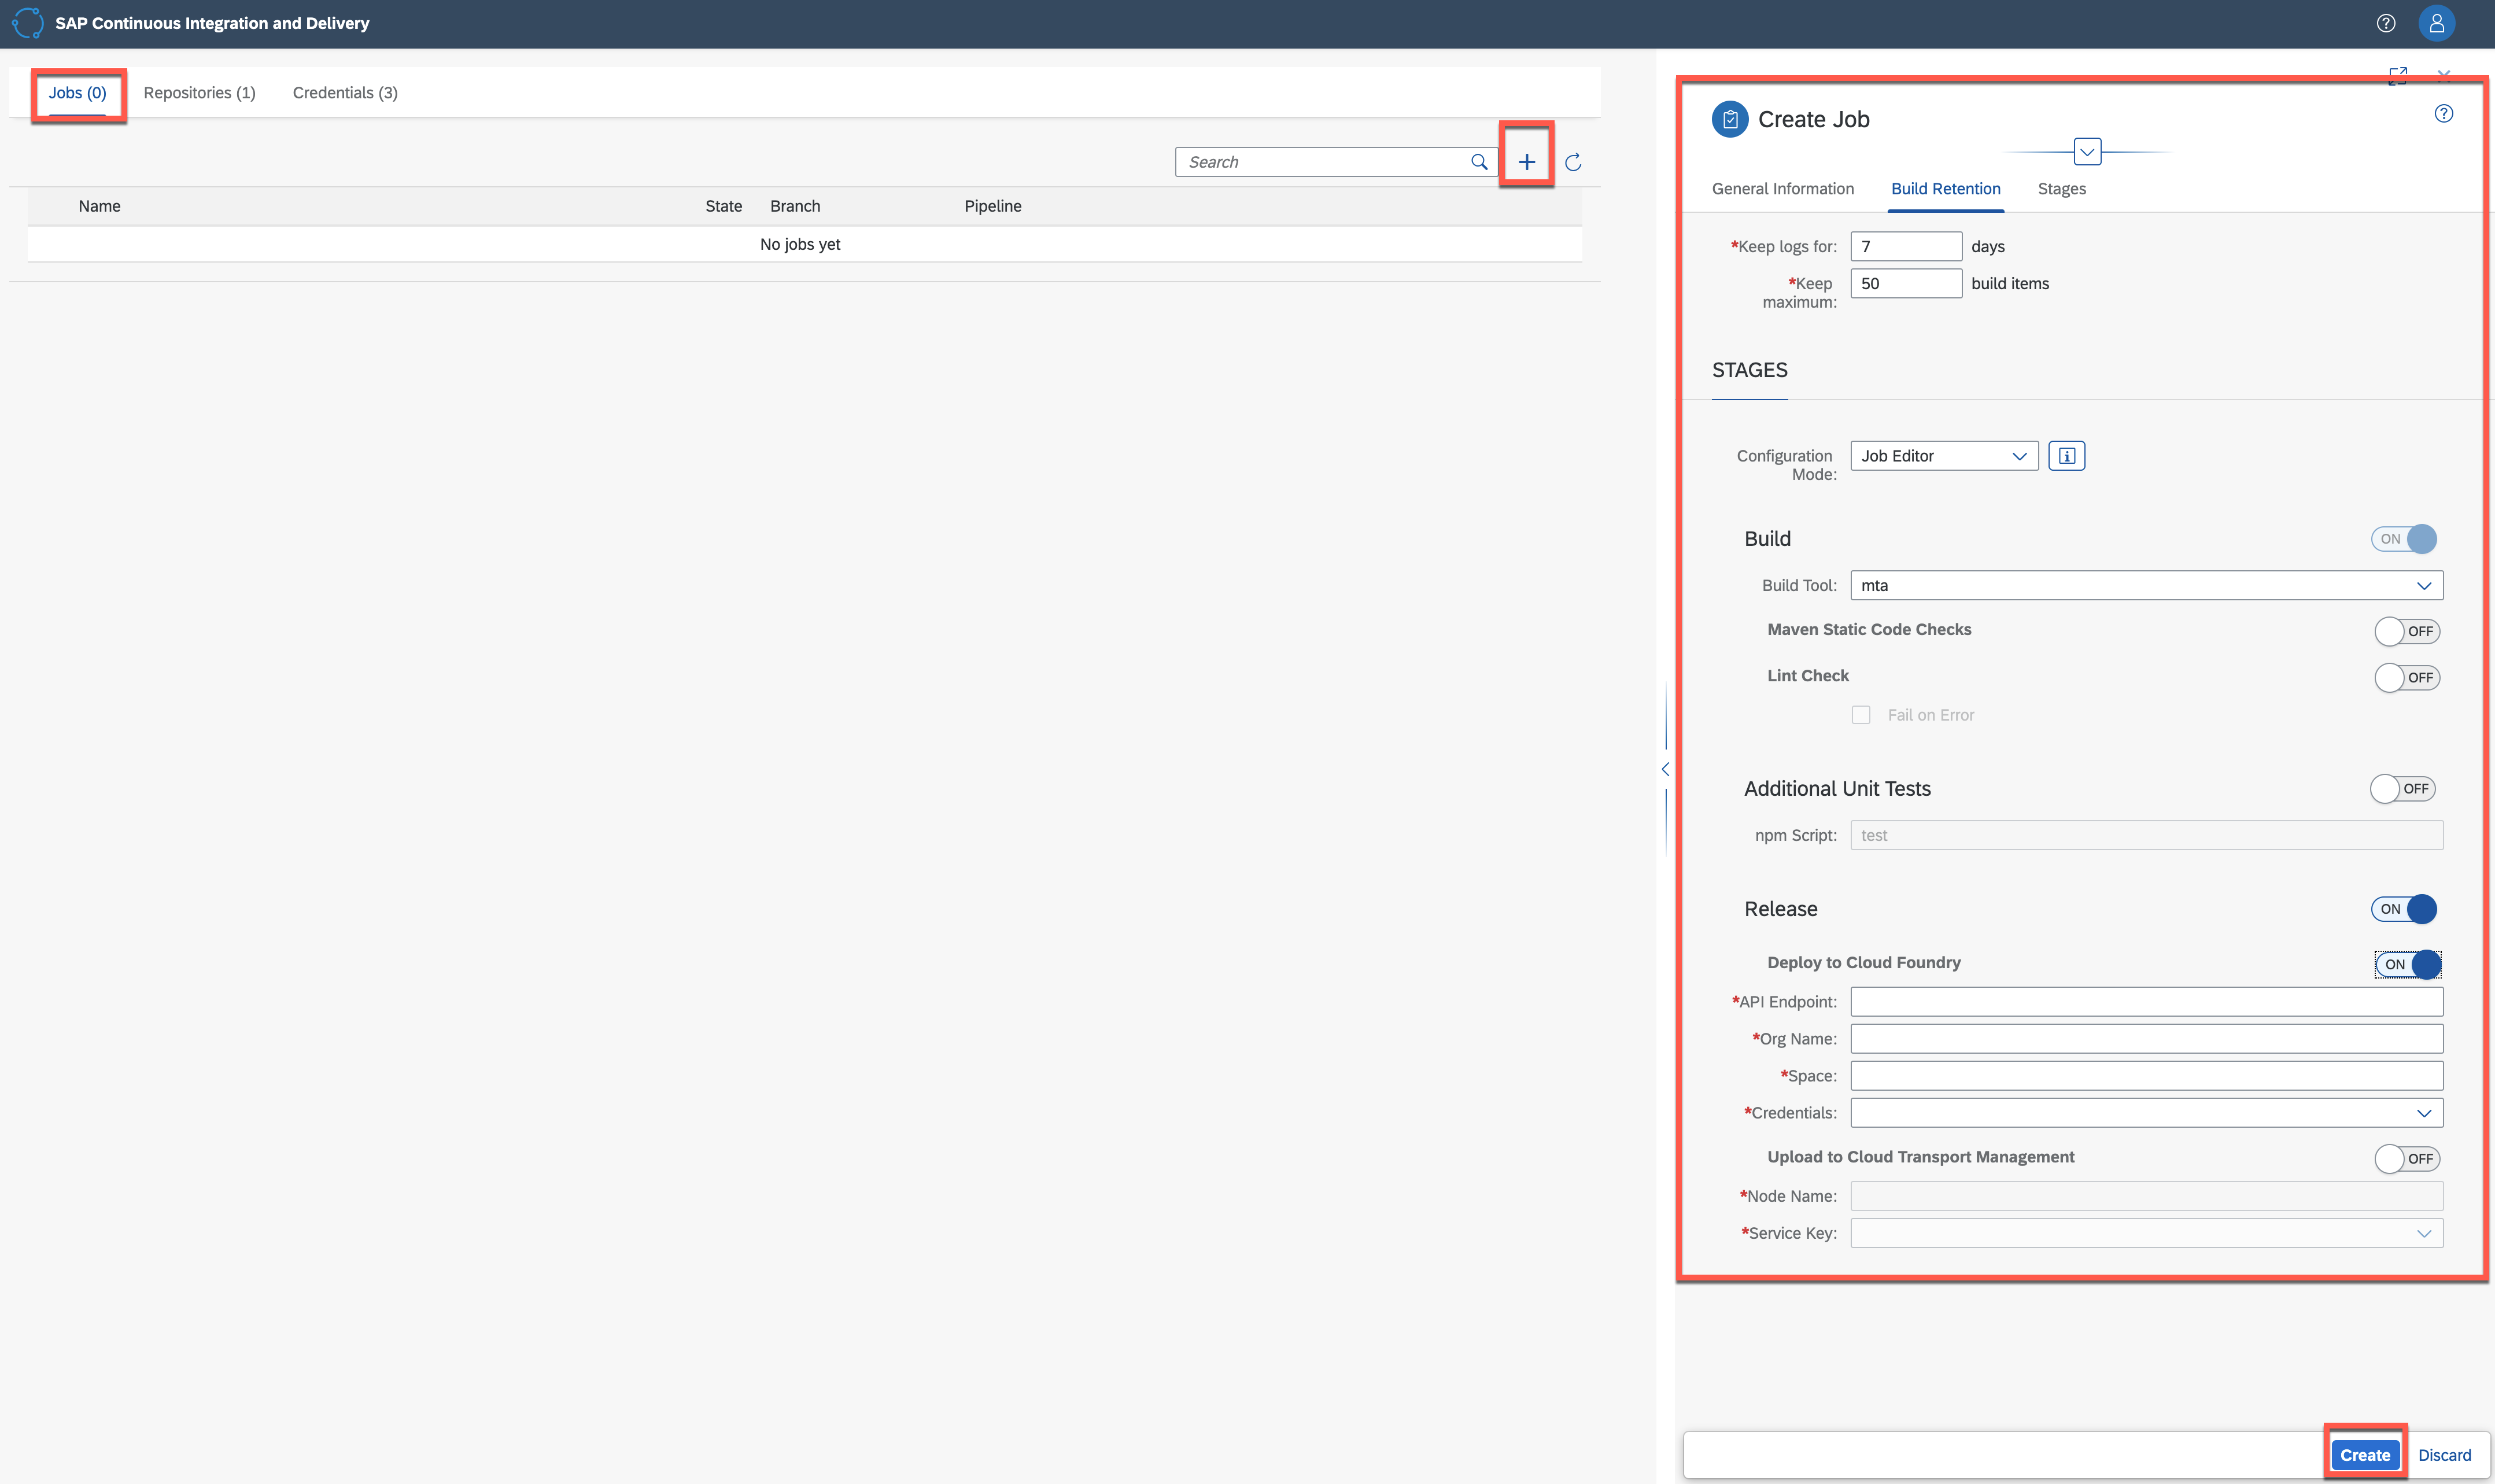 SAP Continuous Integration and Delivery
Jobs (0)
Repositories (1)
Credentials (3)
Search
Name
State
Branch
Pipeline
No jobs yet
Create Job
General Information
Build Retention
Stages
*Keep logs for:
7
days
*Keep
maximum:
50
build items
STAGES
Configuration
Mode:
Job Editor
Build
ON
Build Tool:
mta
Maven Static Code Checks
OFF
Lint Check
OFF
Fail on Error
Additional Unit Tests
OFF
npm Script:
test
Release
ON
Deploy to Cloud Foundry
ON
*API Endpoint:
*Org Name:
*Space:
*Credentials:
Upload to Cloud Transport Management
OFF
*Node Name:
*Service Key:
Create
Discard